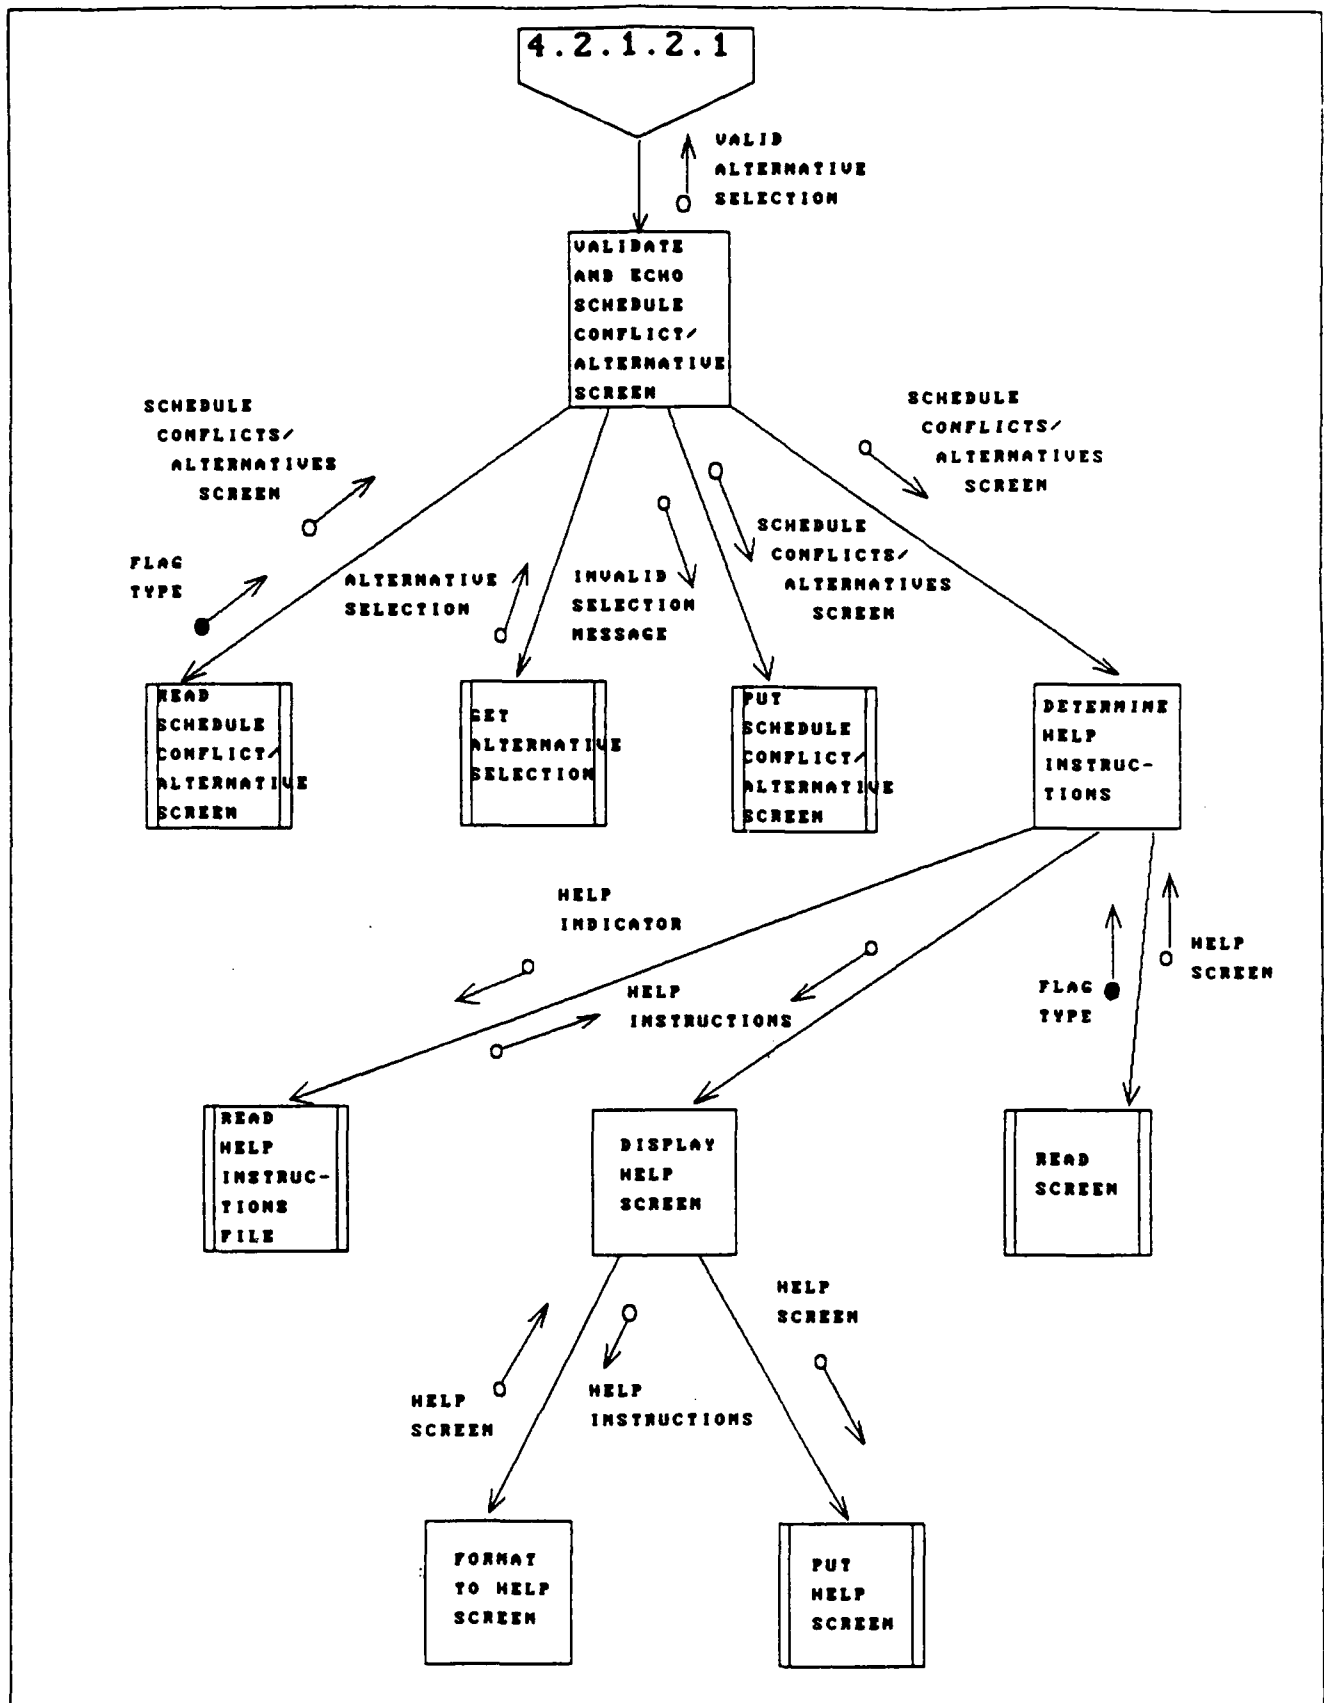 4.2.1.2.1
VALID
ALTERNATIVE
SELECTION
VALIDATE
AND ECHO
SCHEDULE
CONFLICT/
ALTERNATIVE
SCREEN
SCHEDULE
CONFLICTS/
ALTERNATIVES
SCREEN
SCHEDULE
CONFLICTS/
ALTERNATIVES
SCREEN
FLAG
TYPE
ALTERNATIVE
SELECTION
INVALID
SELECTION
MESSAGE
SCHEDULE
CONFLICTS/
ALTERNATIVES
SCREEN
READ
SCHEDULE
CONFLICT/
ALTERNATIVE
SCREEN
GET
ALTERNATIVE
SELECTION
PUT
SCHEDULE
CONFLICT/
ALTERNATIVE
SCREEN
DETERMINE
HELP
INSTRUC-
TIONS
HELP
INDICATOR
HELP
INSTRUCTIONS
FLAG
TYPE
HELP
SCREEN
READ
HELP
INSTRUC-
TIONS
FILE
DISPLAY
HELP
SCREEN
READ
SCREEN
HELP
SCREEN
HELP
INSTRUCTIONS
HELP
SCREEN
FORMAT
TO HELP
SCREEN
PUT
HELP
SCREEN